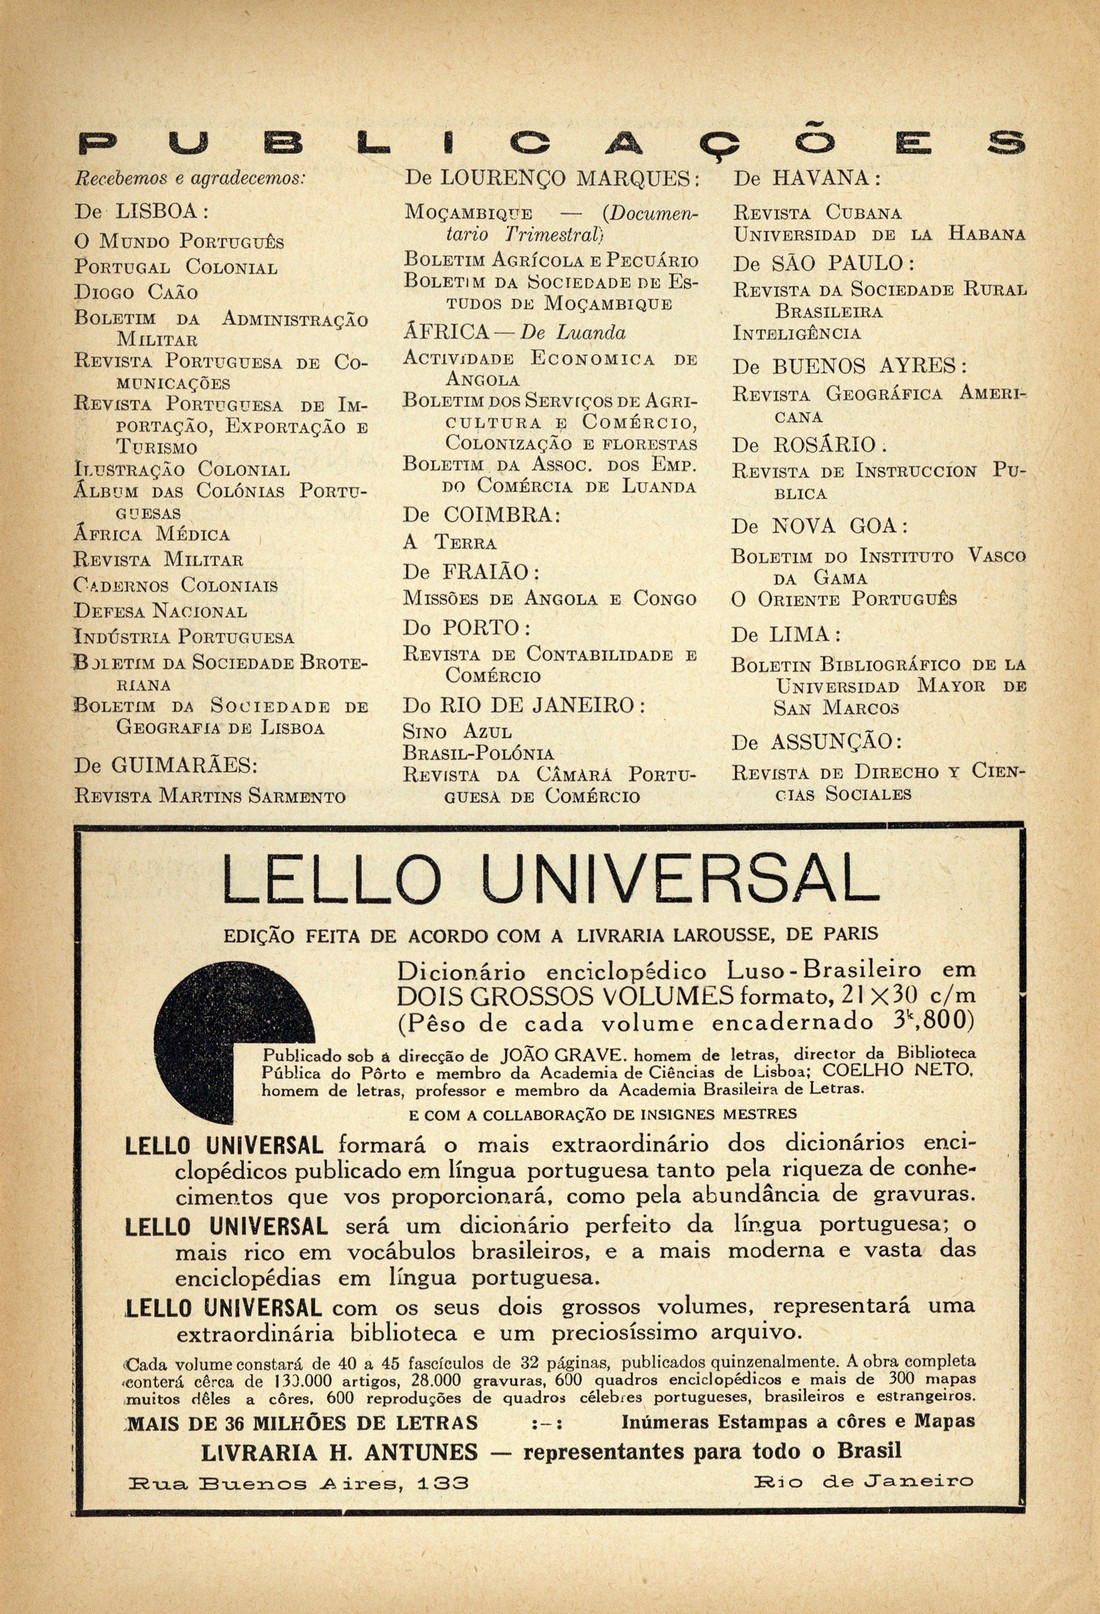 PUBLICAÇÕES
Recebemos e agradecemos:
De LISBOA:
O MUNDO PORTUGUÊS
PORTUGAL COLONIAL
DIOGO CAÃO
BOLETIM DA ADMINISTRAÇÃO
MILITAR
REVISTA PORTUGUESA DE CO-
MUNICAÇÕES
REVISTA PORTUGUESA DE IM-
PORTAÇÃO, EXPORTAÇÃO E
TURISMO
ILUSTRAÇÃO COLONIAL
ÁLBUM DAS COLÓNIAS PORTU-
GUESAS
ÁFRICA MÉDICA
REVISTA MILITAR
CADERNOS COLONIAIS
DEFESA NACIONAL
INDÚSTRIA PORTUGUESA
BOLETIM DA SOCIEDADE BROTE-
RIANA
BOLETIM DA SOCIEDADE DE
GEOGRAFIA DE LISBOA
De GUIMARÃES:
REVISTA MARTINS SARMENTO
De LOURENÇO MARQUES:
MOÇAMBIQUE — (Documen-
tario Trimestral)
BOLETIM AGRÍCOLA E PECUÁRIO
BOLETIM DA SOCIEDADE DE ES-
TUDOS DE MOÇAMBIQUE
ÁFRICA — De Luanda
ACTIVIDADE ECONOMICA DE
ANGOLA
BOLETIM DOS SERVIÇOS DE AGRI-
CULTURA E COMÉRCIO,
COLONIZAÇÃO E FLORESTAS
BOLETIM DA ASSOC. DOS EMP.
DO COMÉRCIA DE LUANDA
De COIMBRA:
A TERRA
De FRAIÃO:
MISSÕES DE ANGOLA E CONGO
Do PORTO:
REVISTA DE CONTABILIDADE E
COMÉRCIO
Do RIO DE JANEIRO:
SINO AZUL
BRASIL-POLÓNIA
REVISTA DA CÂMARA PORTU-
GUESA DE COMÉRCIO
De HAVANA:
REVISTA CUBANA
UNIVERSIDAD DE LA HABANA
De SÃO PAULO:
REVISTA DA SOCIEDADE RURAL
BRASILEIRA
INTELIGÊNCIA
De BUENOS AYRES:
REVISTA GEOGRÁFICA AMERI-
CANA
De ROSÁRIO.
REVISTA DE INSTRUCCÍON PU-
BLICA
De NOVA GOA:
BOLETIM DO INSTITUTO VASCO
DA GAMA
O ORIENTE PORTUGUÊS
De LIMA:
BOLETIN BIBLIOGRÁFICO DE LA
UNIVERSIDAD MAYOR DE
SAN MARCOS
De ASSUNÇÃO:
REVISTA DE DIRECHO Y CIEN-
CIAS SOCIALES
LELLO UNIVERSAL
EDIÇÃO FEITA DE ACORDO COM A LIVRARIA LAROUSSE, DE PARIS
Dicionário enciclopédico Luso-Brasileiro em
DOIS GROSSOS VOLUMES formato, 21×30 c/m
(Pêso de cada volume encadernado 3k,800)
Publicado sob á direcção de JOÃO GRAVE. homem de letras, director da Biblioteca
Pública do Pôrto e membro da Academia de Ciências de Lisboa; COELHO NETO,
homem de letras, professor e membro da Academia Brasileira de Letras.
E COM A COLLABORAÇÃO DE INSIGNES MESTRES
LELLO UNIVERSAL formará o mais extraordinário dos dicionários enci-
clopédicos publicado em língua portuguesa tanto pela riqueza de conhe-
cimentos que vos proporcionará, como pela abundância de gravuras.
LELLO UNIVERSAL será um dicionário perfeito da língua portuguesa; o
mais rico em vocábulos brasileiros, e a mais moderna e vasta das
enciclopédias em língua portuguesa.
LELLO UNIVERSAL com os seus dois grossos volumes, representará uma
extraordinária biblioteca e um preciosíssimo arquivo.
Cada volume constará de 40 a 45 fascículos de 32 páginas, publicados quinzenalmente. A obra completa
conterá cêrca de 130.000 artigos, 28.000 gravuras, 600 quadros enciclopédicos e mais de 300 mapas
muitos dêles a côres, 600 reproduções de quadros célebres portugueses, brasileiros e estrangeiros.
MAIS DE 36 MILHÕES DE LETRAS :-: Inúmeras Estampas a côres e Mapas
LIVRARIA H. ANTUNES — representantes para todo o Brasil
Rua Buenos Aires, 133 Rio de Janeiro